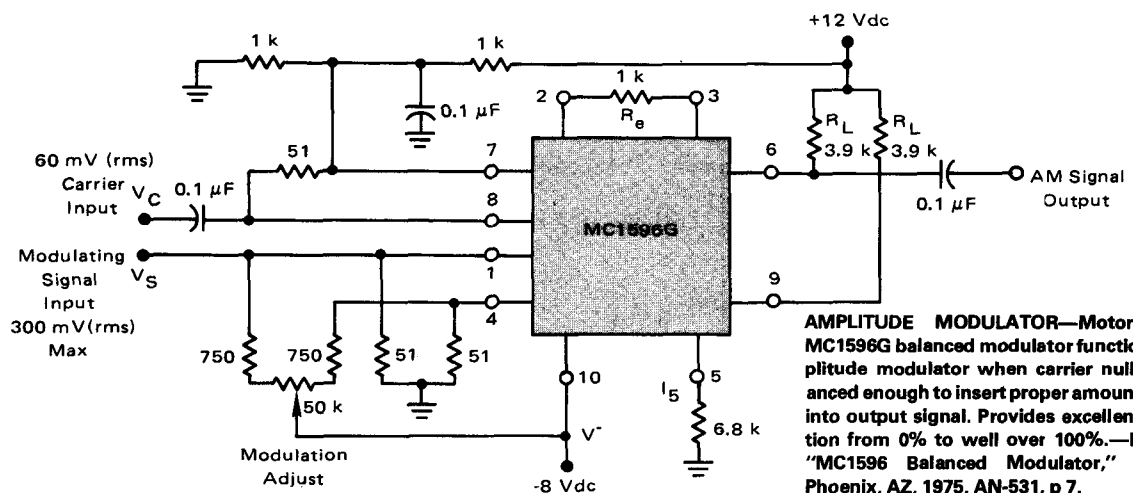 +12 Vdc
1 k
1 k
1 k
2
3
Re
0.1 µF
RL
3.9 k
RL
3.9 k
60 mV (rms)
Carrier
Input
VC
0.1 µF
51
7
8
6
MC1596G
0.1 µF
AM Signal
Output
Modulating
Signal
Input
300 mV(rms)
Max
VS
1
4
9
750
750
51
51
50 k
10
I5
5
6.8 k
V-
Modulation
Adjust
-8 Vdc
AMPLITUDE MODULATOR—Motor
MC1596G balanced modulator functi
plitude modulator when carrier null
anced enough to insert proper amoun
into output signal. Provides excellen
tion from 0% to well over 100%.—
"MC1596 Balanced Modulator,"
Phoenix, AZ, 1975, AN-531, p 7.